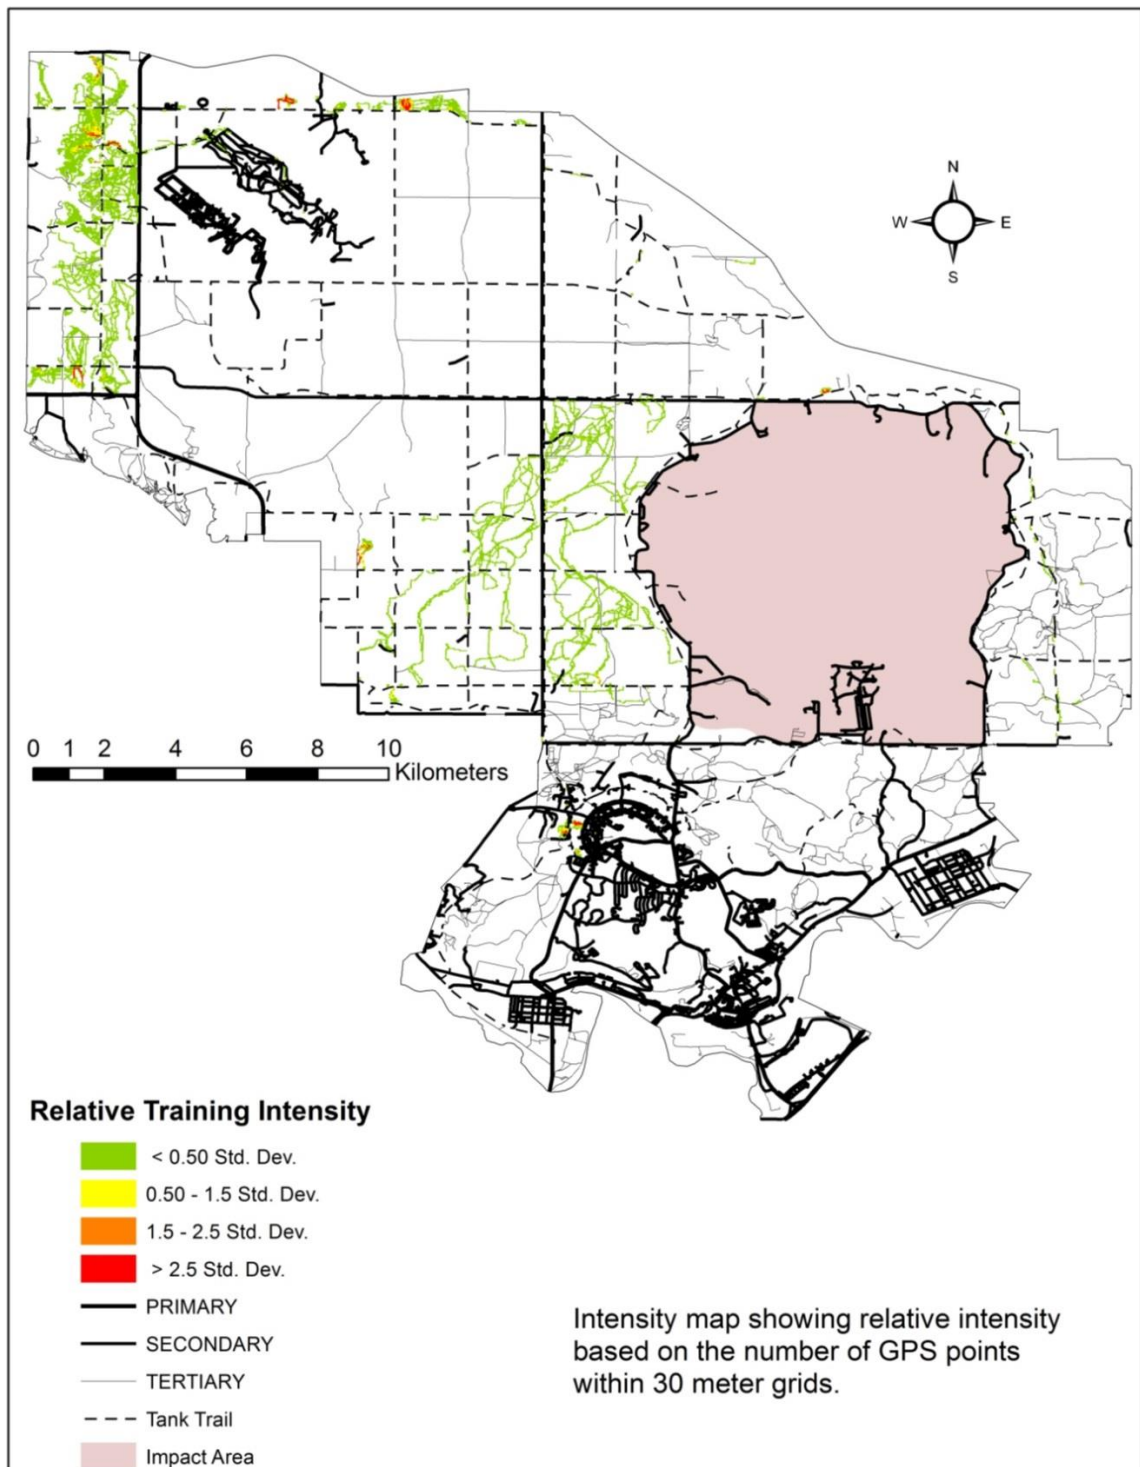 N
W E
S
0 1 2 4 6 8 10
Kilometers
Relative Training Intensity
< 0.50 Std. Dev.
0.50 - 1.5 Std. Dev.
1.5 - 2.5 Std. Dev.
> 2.5 Std. Dev.
PRIMARY
SECONDARY
TERTIARY
Tank Trail
Impact Area
Intensity map showing relative intensity
based on the number of GPS points
within 30 meter grids.